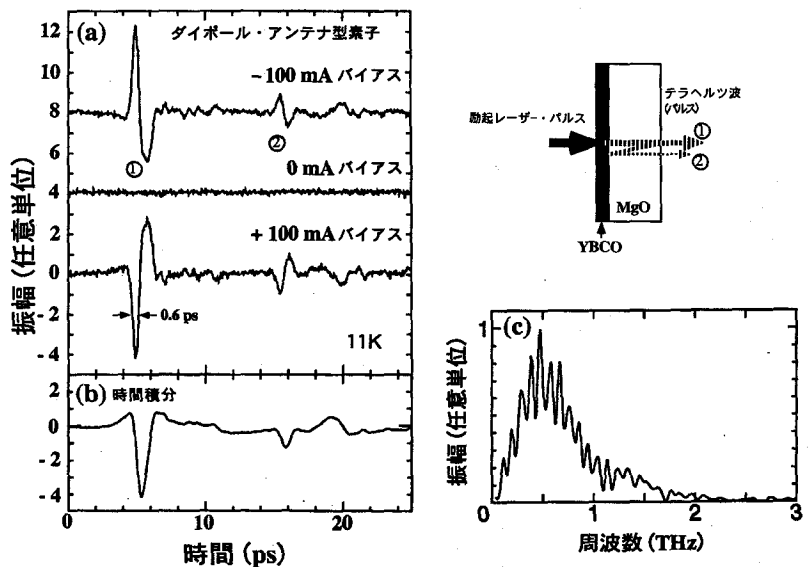 (a) ダイポール・アンテナ型素子
12
10
8
6
4
2
0
- 2
- 4
− 100 mA バイアス
①
②
0 mA バイアス
+ 100 mA バイアス
0.6 ps
11K
振幅 (任意単位)
(b) 時間積分
2
0
- 2
- 4
0
10
20
時間 (ps)
励起レーザー・パルス
テラヘルツ波
(パルス)
①
②
MgO
YBCO
(c)
1
振幅 (任意単位)
0
1
2
3
周波数 (THz)